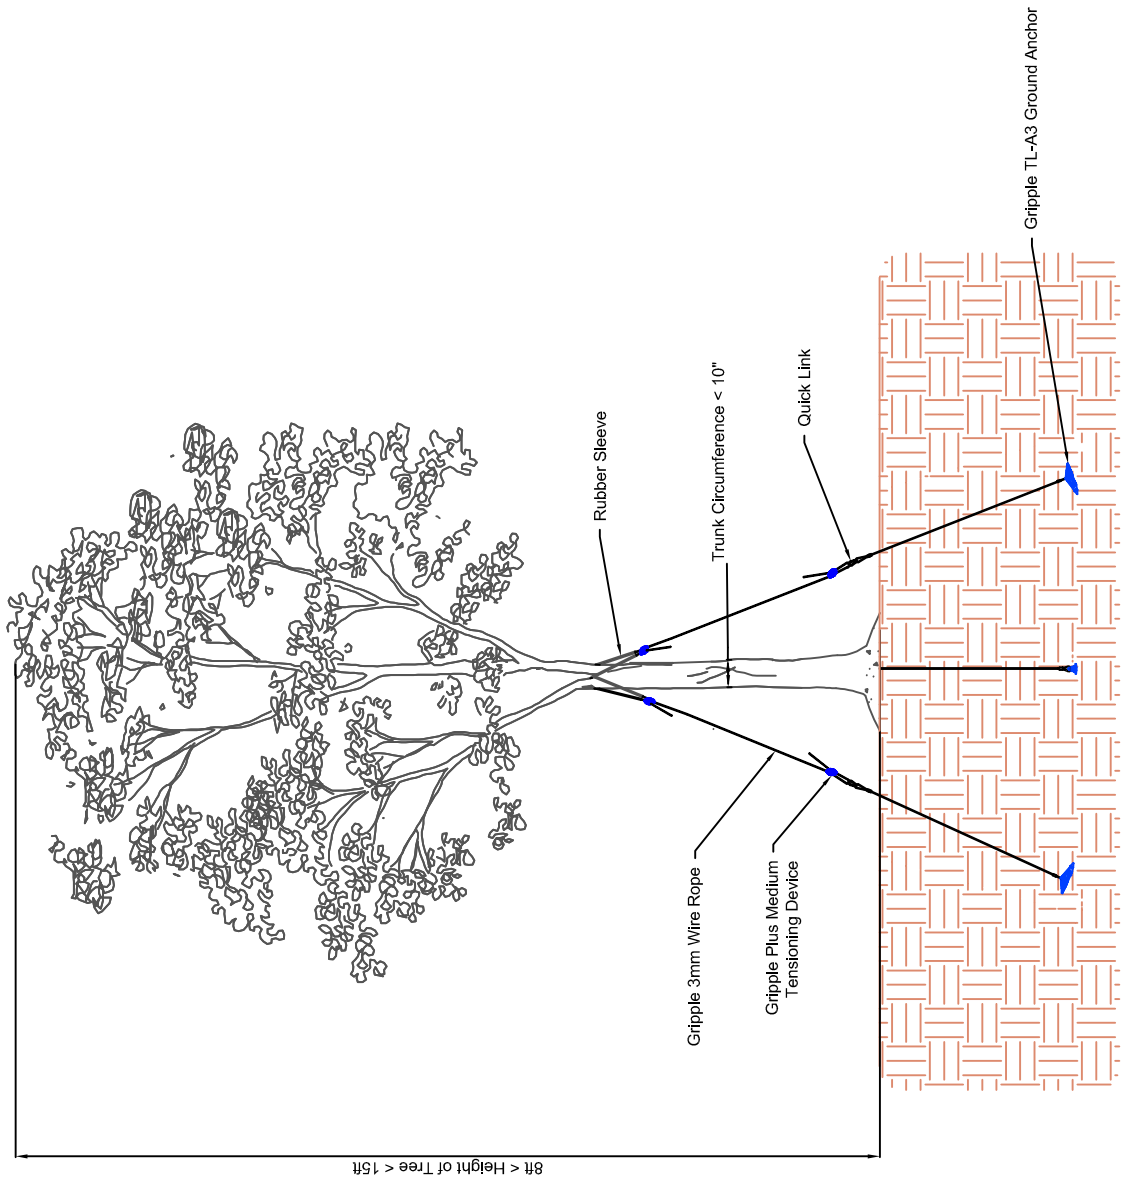 Gripple TL-A3 Ground Anchor
Quick Link
Trunk Circumference < 10"
Rubber Sleeve
Gripple 3mm Wire Rope
Gripple Plus Medium
Tensioning Device
8ft < Height of Tree < 15ft